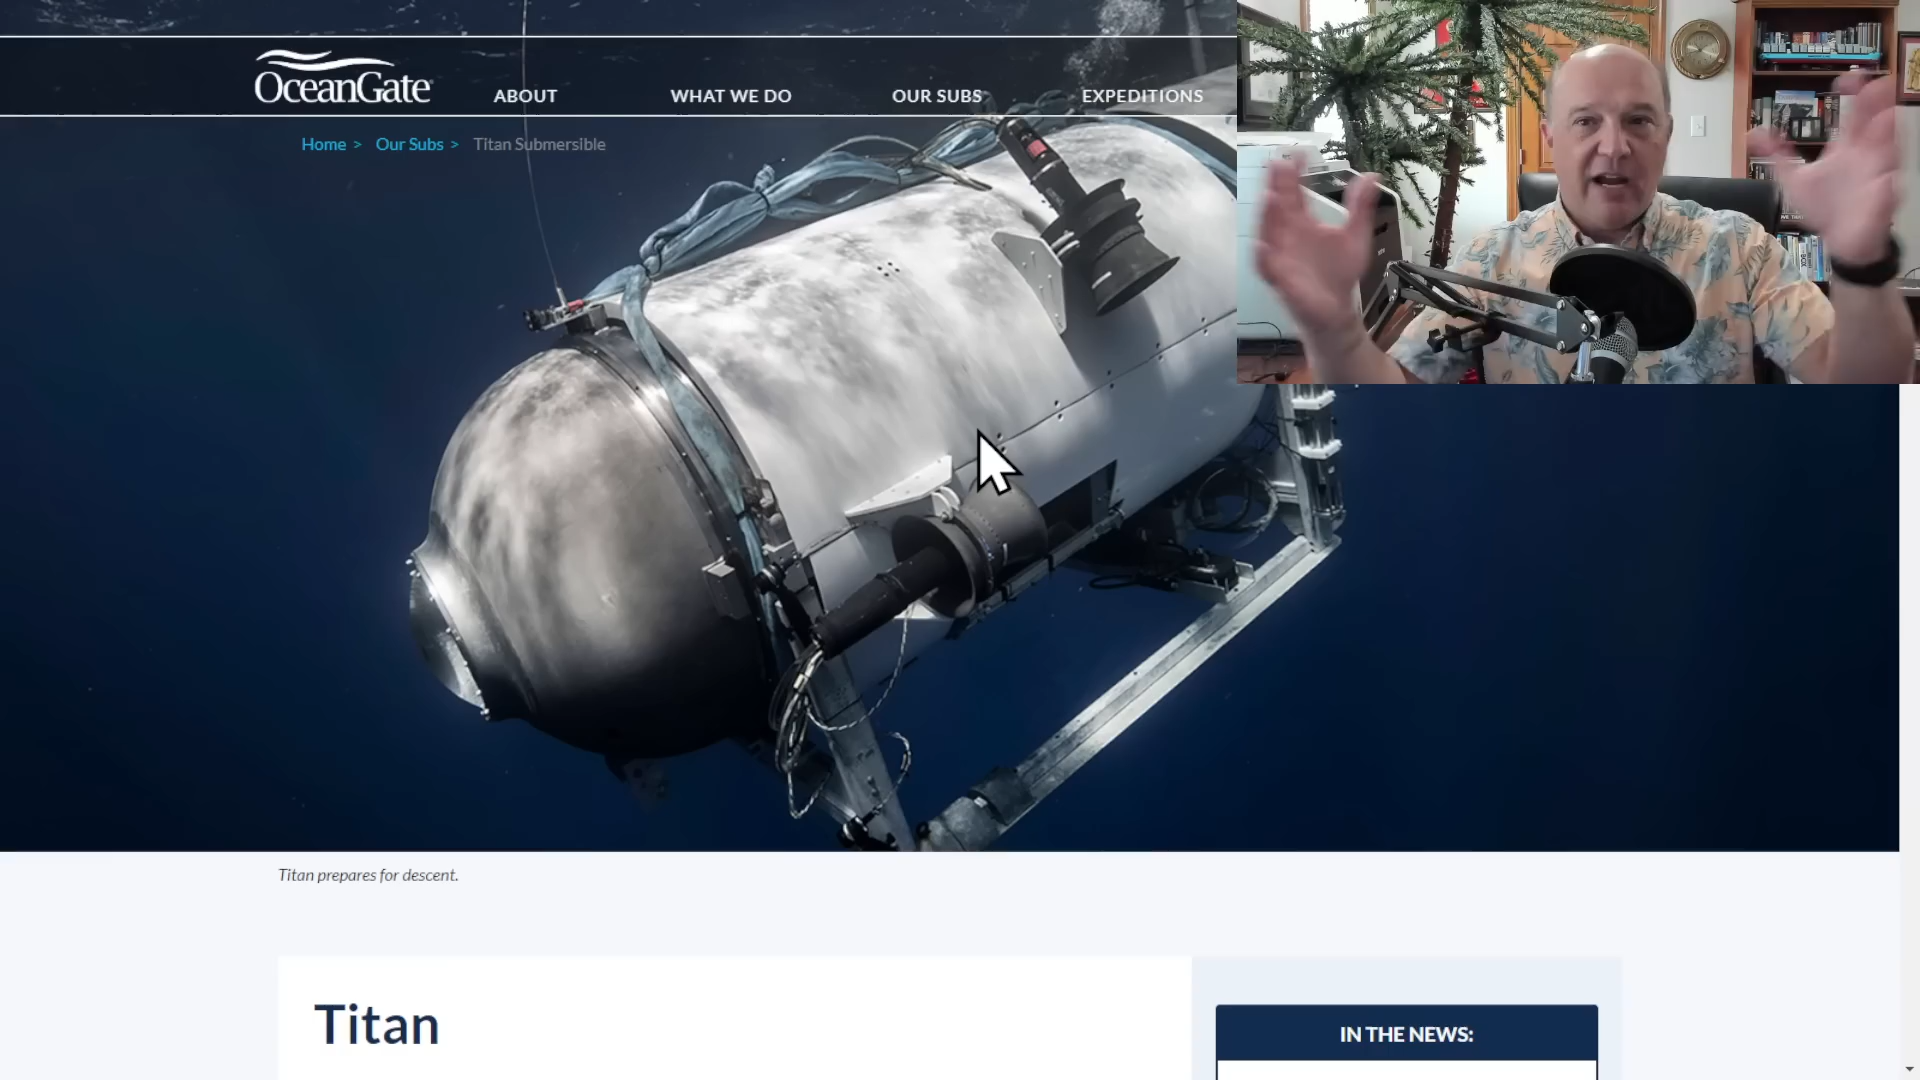 OceanGate
ABOUT
WHAT WE DO
OUR SUBS
EXPEDITIONS
Home > Our Subs > Titan Submersible
Titan prepares for descent.
Titan
IN THE NEWS: